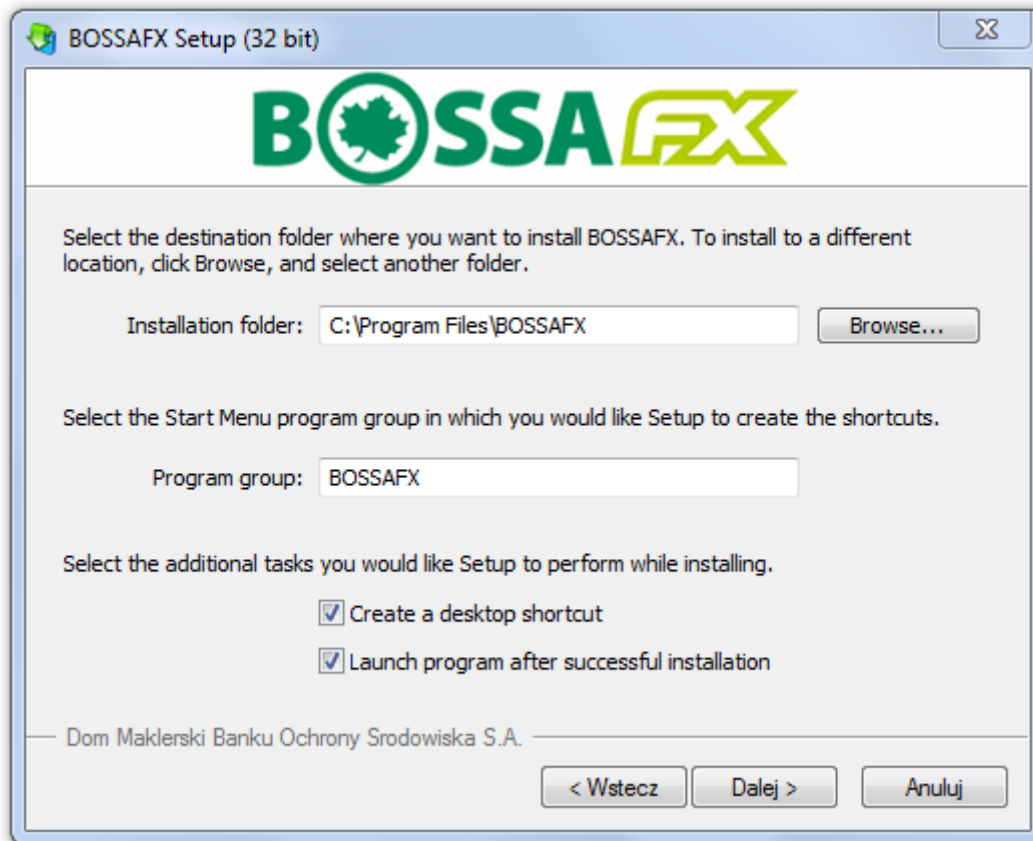 BOSSAFX Setup (32 bit)
BOSSA FX
Select the destination folder where you want to install BOSSAFX. To install to a different
location, click Browse, and select another folder.
Installation folder: C:\Program Files\BOSSAFX Browse...
Select the Start Menu program group in which you would like Setup to create the shortcuts.
Program group: BOSSAFX
Select the additional tasks you would like Setup to perform while installing.
Create a desktop shortcut
Launch program after successful installation
Dom Maklerski Banku Ochrony Srodowiska S.A.
< Wstecz Dalej > Anuluj